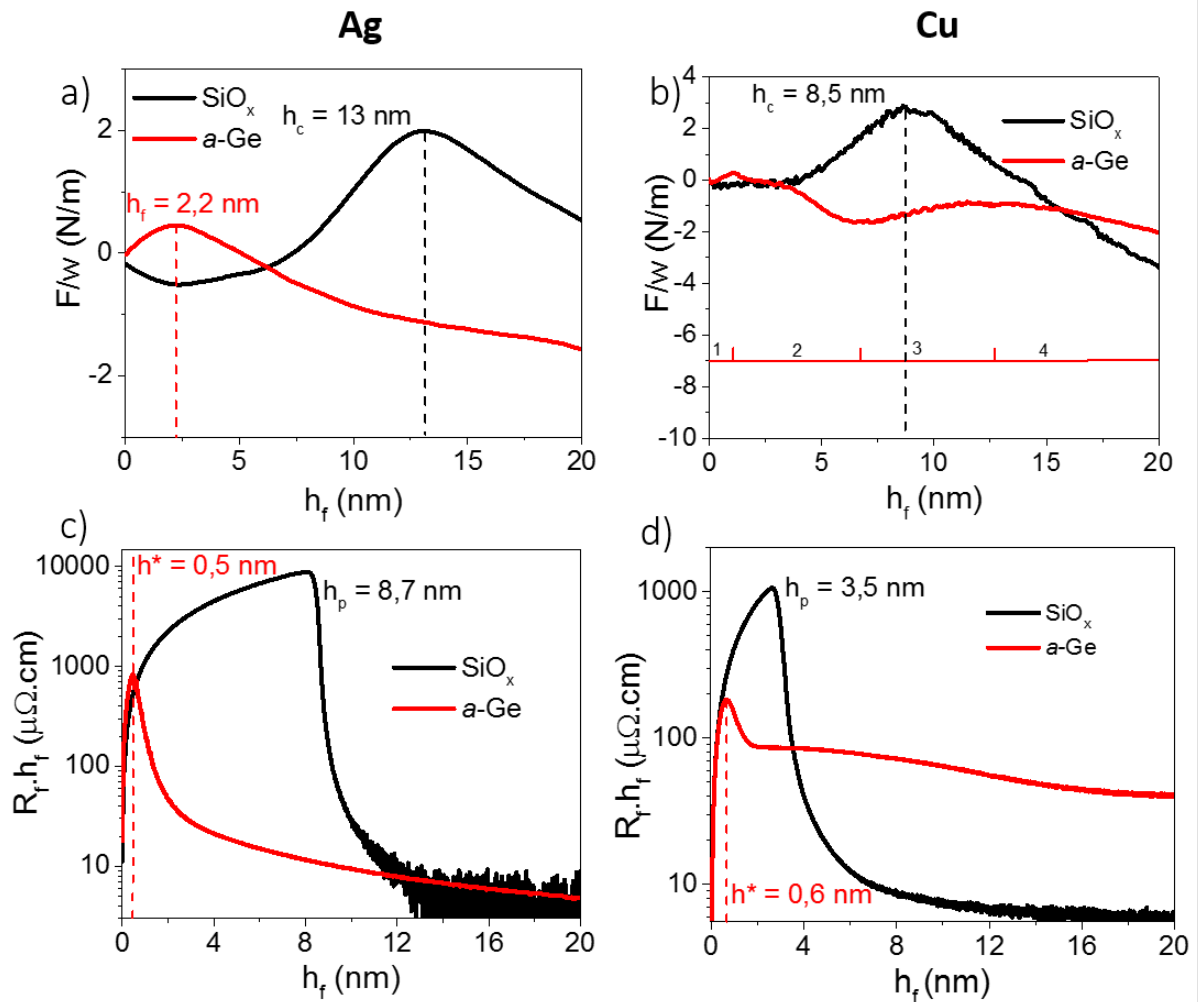 Ag
Cu
a)
SiOx
a-Ge
hc = 13 nm
hf = 2,2 nm
F/w (N/m)
2
0
-2
0 5 10 15 20
hf (nm)
b)
hc = 8,5 nm
SiOx
a-Ge
F/w (N/m)
4
2
0
-2
-4
-6
-8
-10
1 2 3 4
0 5 10 15 20
hf (nm)
c)
h* = 0,5 nm
hp = 8,7 nm
SiOx
a-Ge
Rf.hf (μΩ.cm)
10000
1000
100
10
0 4 8 12 16 20
hf (nm)
d)
hp = 3,5 nm
SiOx
a-Ge
Rf.hf (μΩ.cm)
1000
100
10
h* = 0,6 nm
0 4 8 12 16 20
hf (nm)